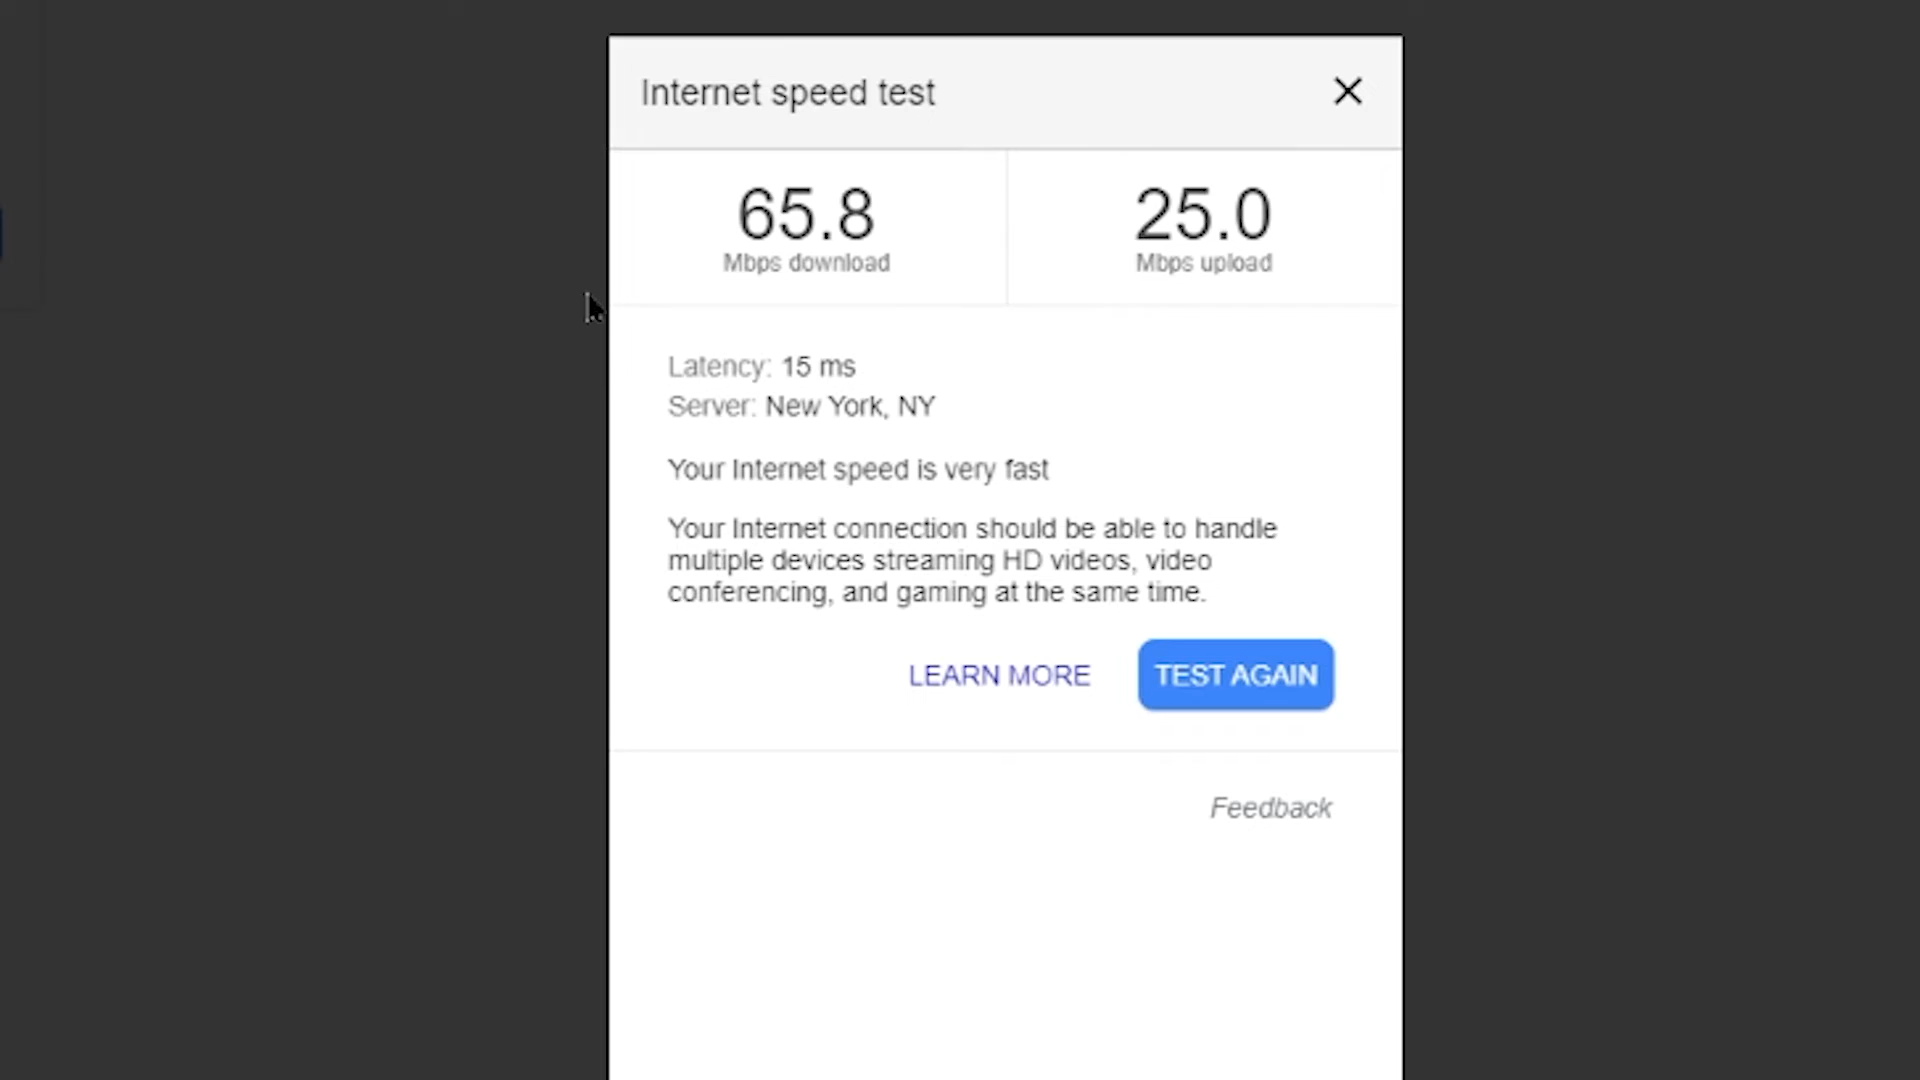 Internet speed test
65.8
Mbps download
25.0
Mbps upload
Latency: 15 ms
Server: New York, NY
Your Internet speed is very fast
Your Internet connection should be able to handle
multiple devices streaming HD videos, video
conferencing, and gaming at the same time.
LEARN MORE
TEST AGAIN
Feedback